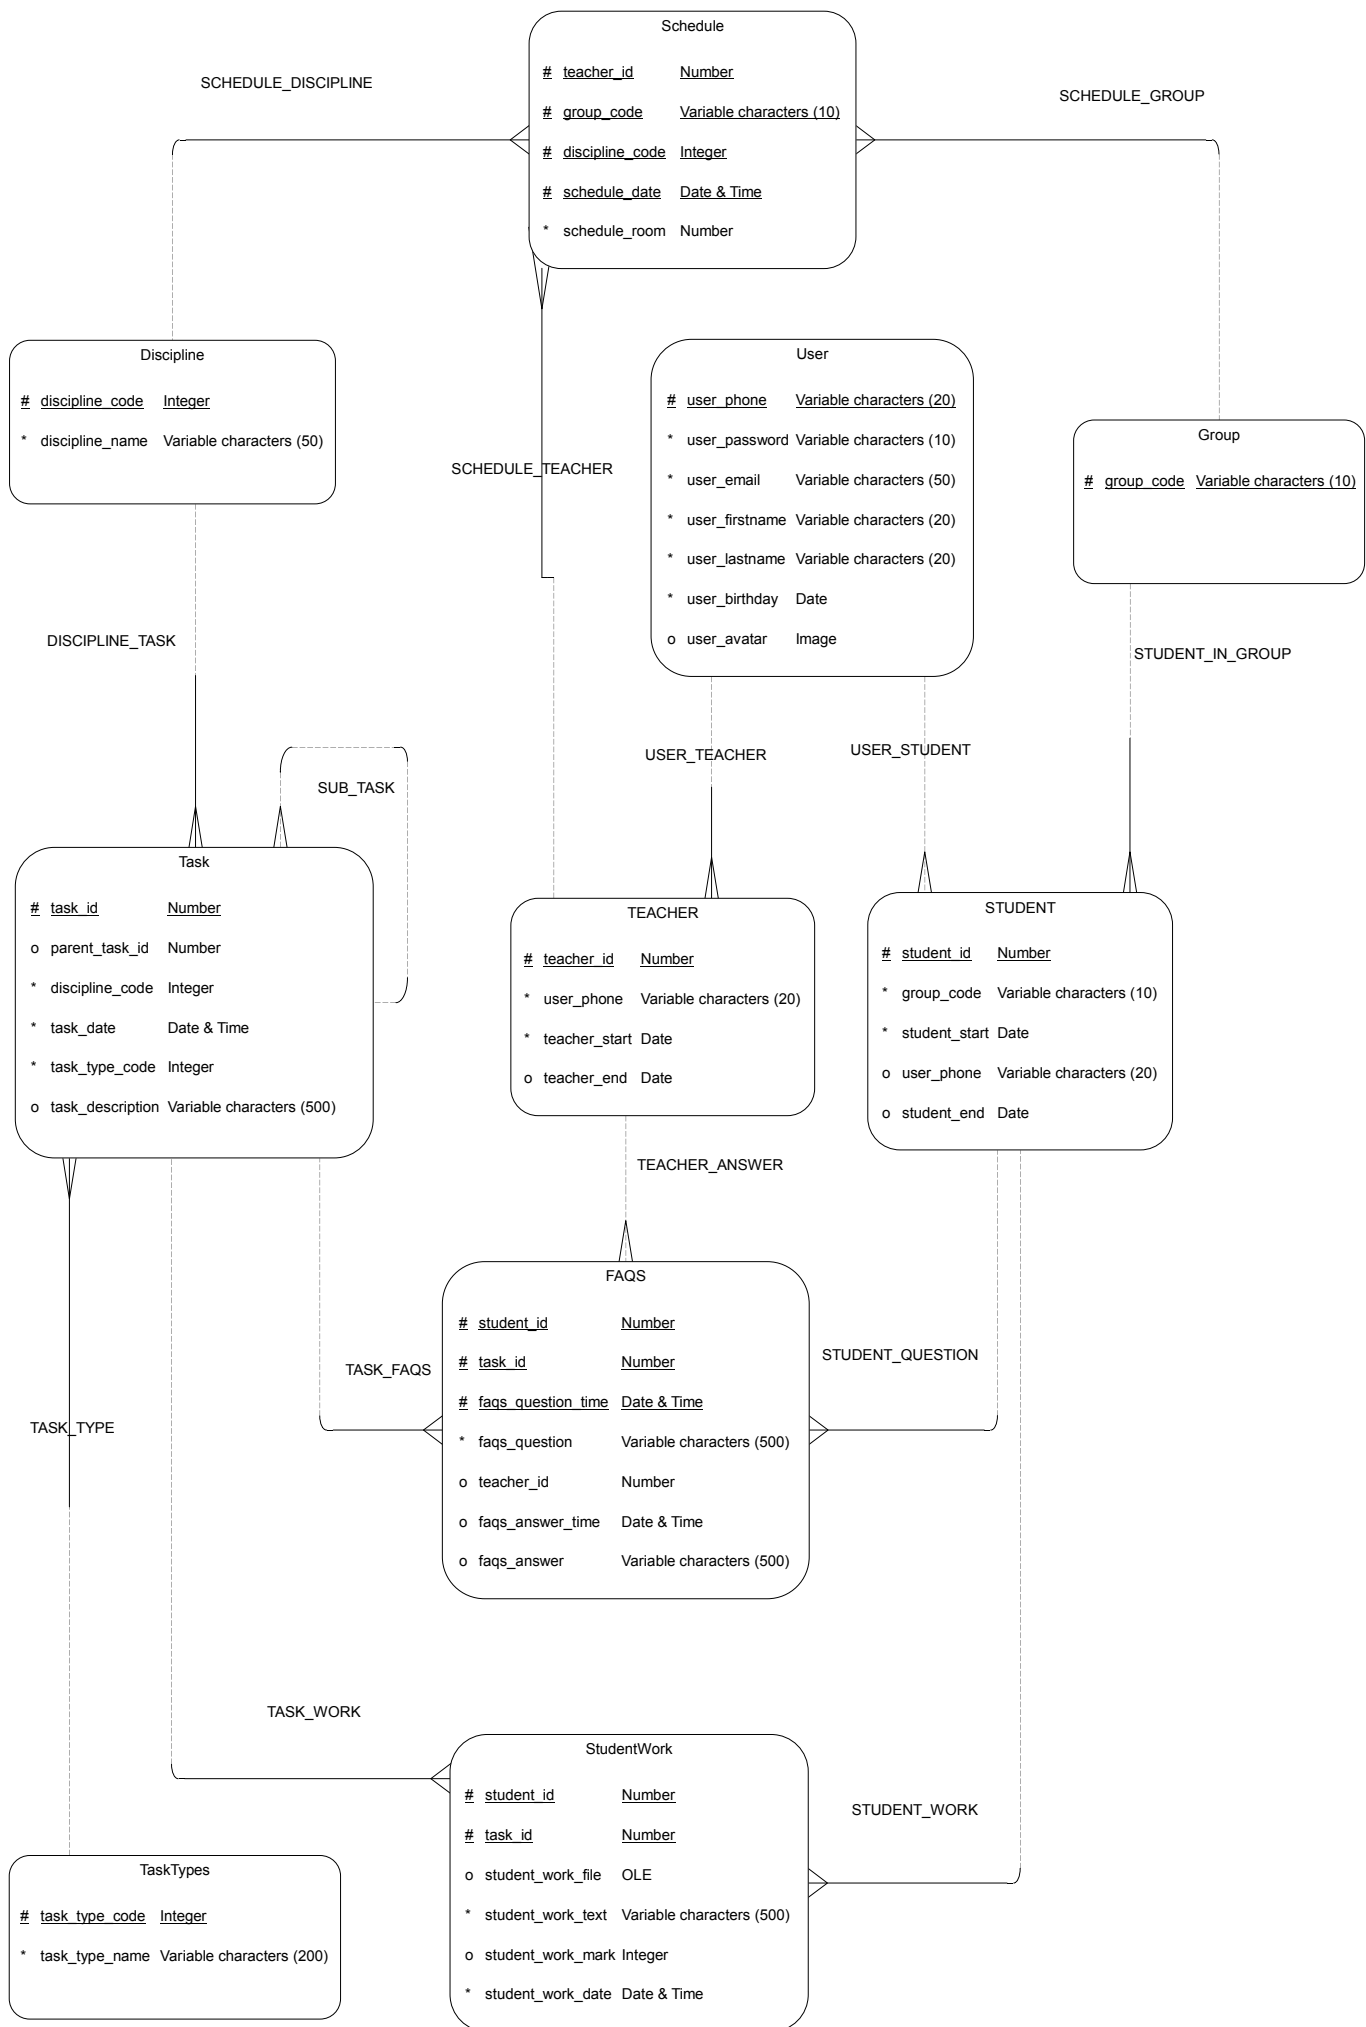 Schedule
# teacher_id Number
# group_code Variable characters (10)
# discipline_code Integer
# schedule_date Date & Time
* schedule_room Number
SCHEDULE_DISCIPLINE
SCHEDULE_GROUP
Discipline
# discipline_code Integer
* discipline_name Variable characters (50)
User
# user_phone Variable characters (20)
* user_password Variable characters (10)
* user_email Variable characters (50)
* user_firstname Variable characters (20)
* user_lastname Variable characters (20)
* user_birthday Date
o user_avatar Image
Group
# group_code Variable characters (10)
SCHEDULE_TEACHER
DISCIPLINE_TASK
STUDENT_IN_GROUP
USER_TEACHER
USER_STUDENT
SUB_TASK
Task
# task_id Number
o parent_task_id Number
* discipline_code Integer
* task_date Date & Time
* task_type_code Integer
o task_description Variable characters (500)
TEACHER
# teacher_id Number
* user_phone Variable characters (20)
* teacher_start Date
o teacher_end Date
STUDENT
# student_id Number
* group_code Variable characters (10)
* student_start Date
o user_phone Variable characters (20)
o student_end Date
TEACHER_ANSWER
FAQS
# student_id Number
# task_id Number
# faqs_question_time Date & Time
* faqs_question Variable characters (500)
o teacher_id Number
o faqs_answer_time Date & Time
o faqs_answer Variable characters (500)
TASK_FAQS
STUDENT_QUESTION
TASK_TYPE
TASK_WORK
StudentWork
# student_id Number
# task_id Number
o student_work_file OLE
* student_work_text Variable characters (500)
o student_work_mark Integer
* student_work_date Date & Time
STUDENT_WORK
TaskTypes
# task_type_code Integer
* task_type_name Variable characters (200)